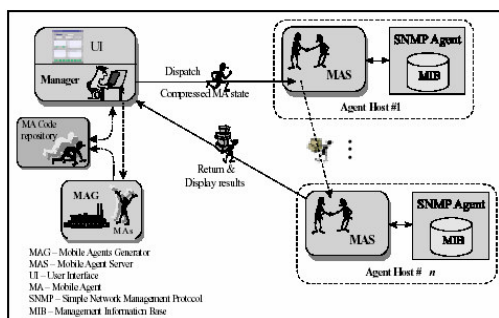 UI
Manager
MA Code
repository
MAG
MAs
Dispatch
Compressed MA state
Return &
Display results
MAS
SNMP Agent
MIB
Agent Host #1
MAS
SNMP Agent
MIB
Agent Host # n
MAG – Mobile Agents Generator
MAS – Mobile Agent Server
UI – User Interface
MA – Mobile Agent
SNMP – Simple Network Management Protocol
MIB – Management Information Base